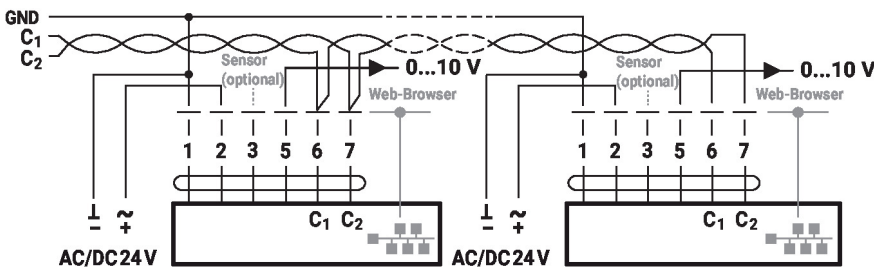 GND
C1
C2
Sensor (optional)
0...10 V
Web-Browser
1 2 3 5 6 7
⊥ ~
- +
C1 C2
AC/DC 24 V
Sensor (optional)
0...10 V
Web-Browser
1 2 3 5 6 7
⊥ ~
- +
C1 C2
AC/DC 24 V